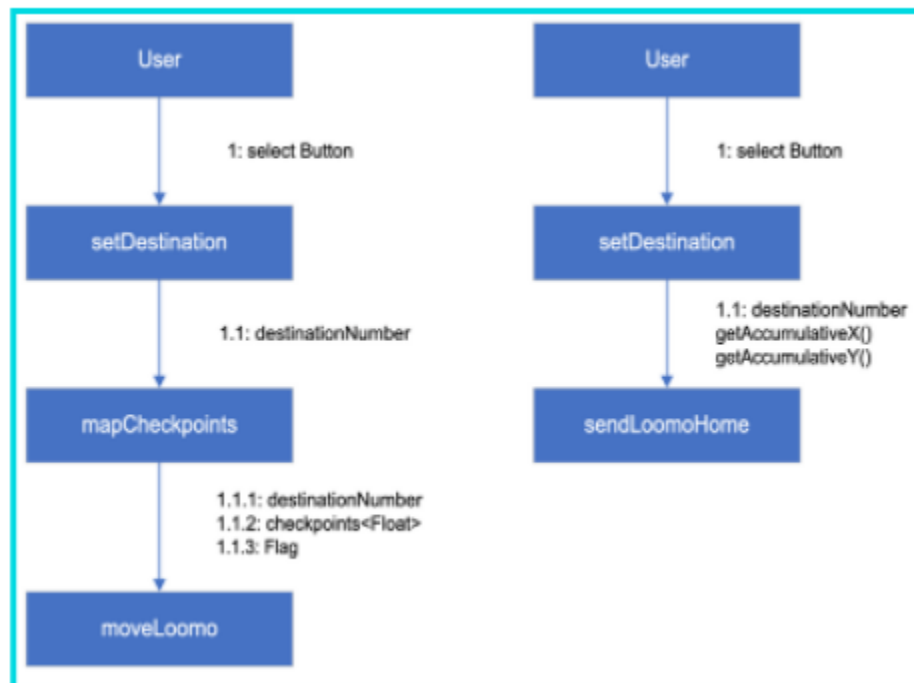 User
1: select Button
setDestination
1.1: destinationNumber
mapCheckpoints
1.1.1: destinationNumber
1.1.2: checkpoints<Float>
1.1.3: Flag
moveLoomo
User
1: select Button
setDestination
1.1: destinationNumber
getAccumulativeX()
getAccumulativeY()
sendLoomoHome